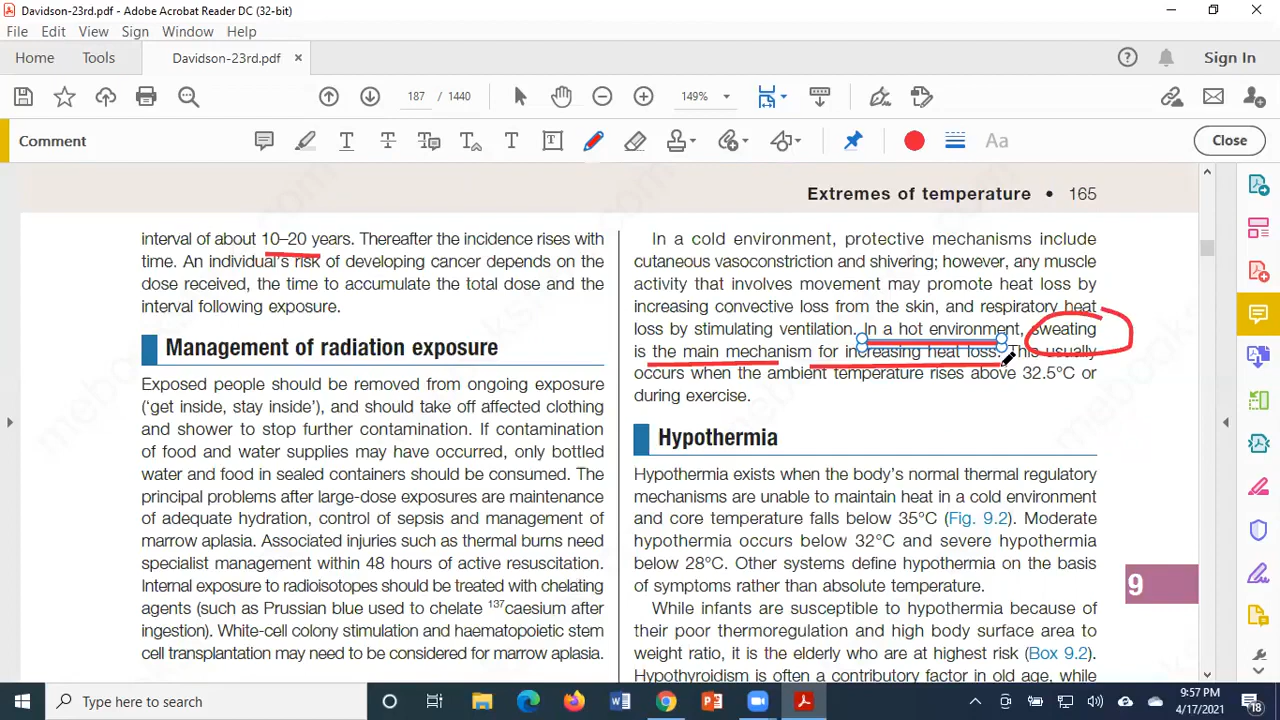 Davidson-23rd.pdf - Adobe Acrobat Reader DC (32-bit)
File Edit View Sign Window Help
Home Tools Davidson-23rd.pdf × Sign In
187 / 1440 149%
Comment Aa Close
Extremes of temperature • 165
interval of about 10–20 years. Thereafter the incidence rises with
time. An individual's risk of developing cancer depends on the
dose received, the time to accumulate the total dose and the
interval following exposure.
Management of radiation exposure
Exposed people should be removed from ongoing exposure
('get inside, stay inside'), and should take off affected clothing
and shower to stop further contamination. If contamination
of food and water supplies may have occurred, only bottled
water and food in sealed containers should be consumed. The
principal problems after large-dose exposures are maintenance
of adequate hydration, control of sepsis and management of
marrow aplasia. Associated injuries such as thermal burns need
specialist management within 48 hours of active resuscitation.
Internal exposure to radioisotopes should be treated with chelating
agents (such as Prussian blue used to chelate ¹³⁷caesium after
ingestion). White-cell colony stimulation and haematopoietic stem
cell transplantation may need to be considered for marrow aplasia.
In a cold environment, protective mechanisms include
cutaneous vasoconstriction and shivering; however, any muscle
activity that involves movement may promote heat loss by
increasing convective loss from the skin, and respiratory heat
loss by stimulating ventilation. In a hot environment, sweating
is the main mechanism for increasing heat loss. This usually
occurs when the ambient temperature rises above 32.5°C or
during exercise.
Hypothermia
Hypothermia exists when the body's normal thermal regulatory
mechanisms are unable to maintain heat in a cold environment
and core temperature falls below 35°C (Fig. 9.2). Moderate
hypothermia occurs below 32°C and severe hypothermia
below 28°C. Other systems define hypothermia on the basis
of symptoms rather than absolute temperature.
While infants are susceptible to hypothermia because of
their poor thermoregulation and high body surface area to
weight ratio, it is the elderly who are at highest risk (Box 9.2).
Hypothyroidism is often a contributory factor in old age, while
9
Type here to search
9:57 PM
4/17/2021
18